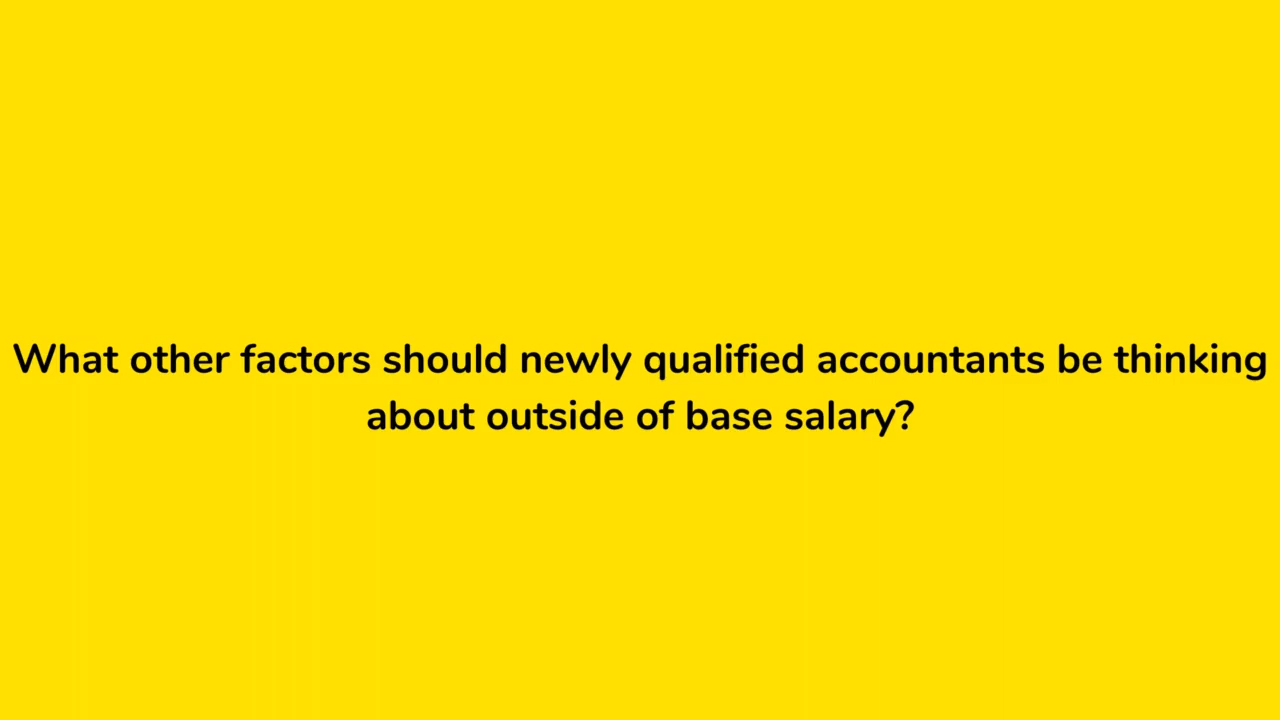 What other factors should newly qualified accountants be thinking
about outside of base salary?